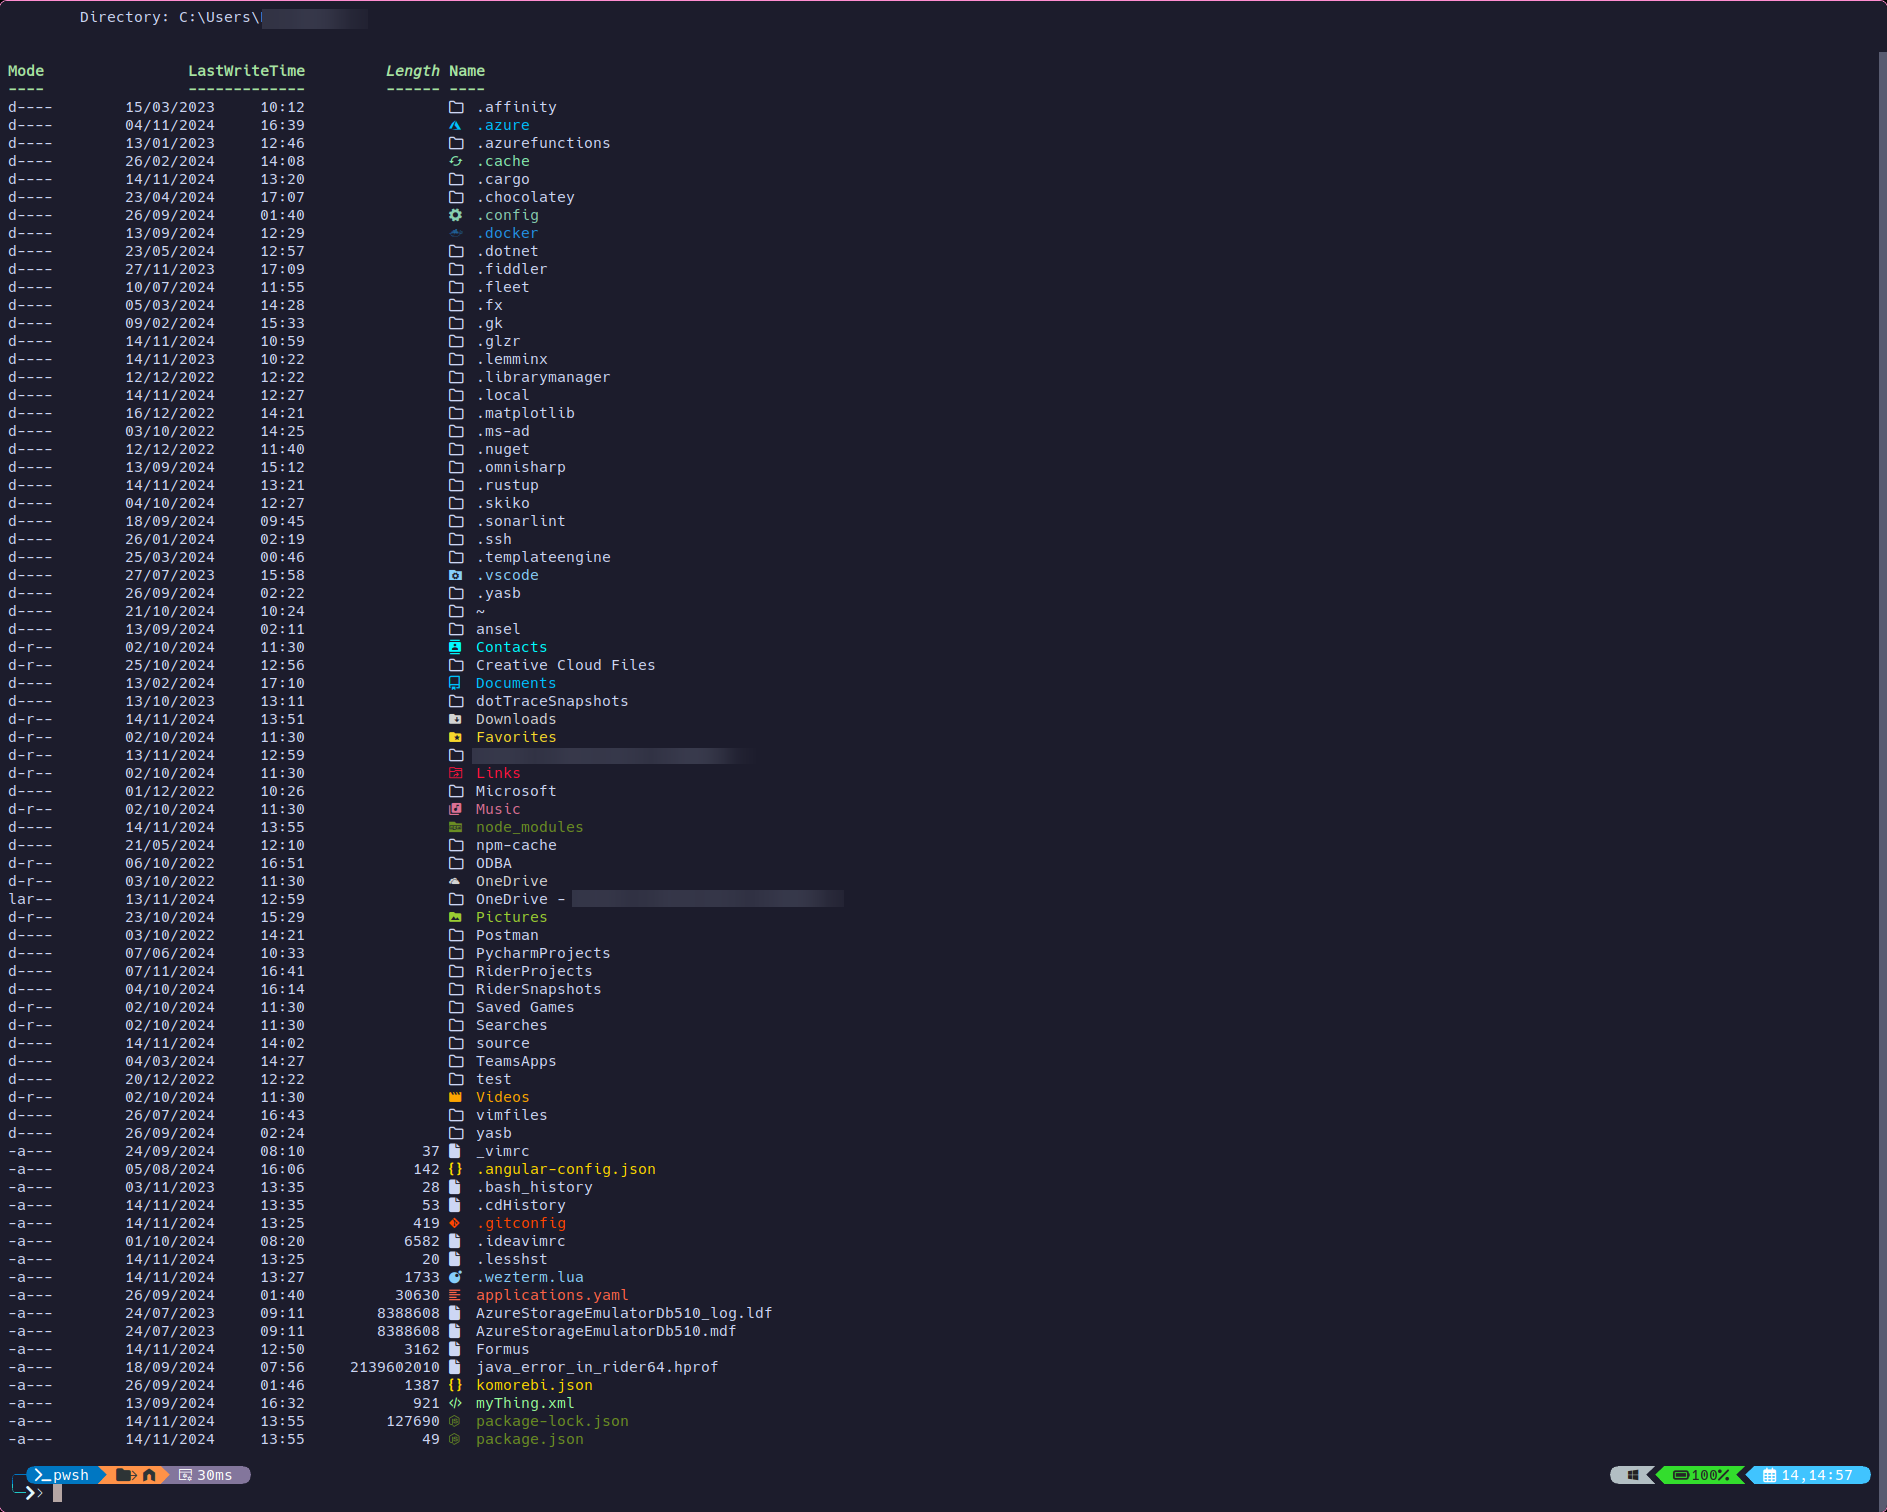 Directory: C:\Users\
Mode LastWriteTime Length Name
---- ------------- ------ ----
d---- 15/03/2023 10:12 .affinity
d---- 04/11/2024 16:39 .azure
d---- 13/01/2023 12:46 .azurefunctions
d---- 26/02/2024 14:08 .cache
d---- 14/11/2024 13:20 .cargo
d---- 23/04/2024 17:07 .chocolatey
d---- 26/09/2024 01:40 .config
d---- 13/09/2024 12:29 .docker
d---- 23/05/2024 12:57 .dotnet
d---- 27/11/2023 17:09 .fiddler
d---- 10/07/2024 11:55 .fleet
d---- 05/03/2024 14:28 .fx
d---- 09/02/2024 15:33 .gk
d---- 14/11/2024 10:59 .glzr
d---- 14/11/2023 10:22 .lemminx
d---- 12/12/2022 12:22 .librarymanager
d---- 14/11/2024 12:27 .local
d---- 16/12/2022 14:21 .matplotlib
d---- 03/10/2022 14:25 .ms-ad
d---- 12/12/2022 11:40 .nuget
d---- 13/09/2024 15:12 .omnisharp
d---- 14/11/2024 13:21 .rustup
d---- 04/10/2024 12:27 .skiko
d---- 18/09/2024 09:45 .sonarlint
d---- 26/01/2024 02:19 .ssh
d---- 25/03/2024 00:46 .templateengine
d---- 27/07/2023 15:58 .vscode
d---- 26/09/2024 02:22 .yasb
d---- 21/10/2024 10:24 ~
d---- 13/09/2024 02:11 ansel
d-r-- 02/10/2024 11:30 Contacts
d-r-- 25/10/2024 12:56 Creative Cloud Files
d---- 13/02/2024 17:10 Documents
d---- 13/10/2023 13:11 dotTraceSnapshots
d-r-- 14/11/2024 13:51 Downloads
d-r-- 02/10/2024 11:30 Favorites
d-r-- 13/11/2024 12:59
d-r-- 02/10/2024 11:30 Links
d---- 01/12/2022 10:26 Microsoft
d-r-- 02/10/2024 11:30 Music
d---- 14/11/2024 13:55 node_modules
d---- 21/05/2024 12:10 npm-cache
d-r-- 06/10/2022 16:51 ODBA
d-r-- 03/10/2022 11:30 OneDrive
lar-- 13/11/2024 12:59 OneDrive -
d-r-- 23/10/2024 15:29 Pictures
d---- 03/10/2022 14:21 Postman
d---- 07/06/2024 10:33 PycharmProjects
d---- 07/11/2024 16:41 RiderProjects
d---- 04/10/2024 16:14 RiderSnapshots
d-r-- 02/10/2024 11:30 Saved Games
d-r-- 02/10/2024 11:30 Searches
d---- 14/11/2024 14:02 source
d---- 04/03/2024 14:27 TeamsApps
d---- 20/12/2022 12:22 test
d-r-- 02/10/2024 11:30 Videos
d---- 26/07/2024 16:43 vimfiles
d---- 26/09/2024 02:24 yasb
-a--- 24/09/2024 08:10 37 _vimrc
-a--- 05/08/2024 16:06 142 .angular-config.json
-a--- 03/11/2023 13:35 28 .bash_history
-a--- 14/11/2024 13:35 53 .cdHistory
-a--- 14/11/2024 13:25 419 .gitconfig
-a--- 01/10/2024 08:20 6582 .ideavimrc
-a--- 14/11/2024 13:25 20 .lesshst
-a--- 14/11/2024 13:27 1733 .wezterm.lua
-a--- 26/09/2024 01:40 30630 applications.yaml
-a--- 24/07/2023 09:11 8388608 AzureStorageEmulatorDb510_log.ldf
-a--- 24/07/2023 09:11 8388608 AzureStorageEmulatorDb510.mdf
-a--- 14/11/2024 12:50 3162 Formus
-a--- 18/09/2024 07:56 2139602010 java_error_in_rider64.hprof
-a--- 26/09/2024 01:46 1387 komorebi.json
-a--- 13/09/2024 16:32 921 myThing.xml
-a--- 14/11/2024 13:55 127690 package-lock.json
-a--- 14/11/2024 13:55 49 package.json
pwsh 30ms 100% 14,14:57